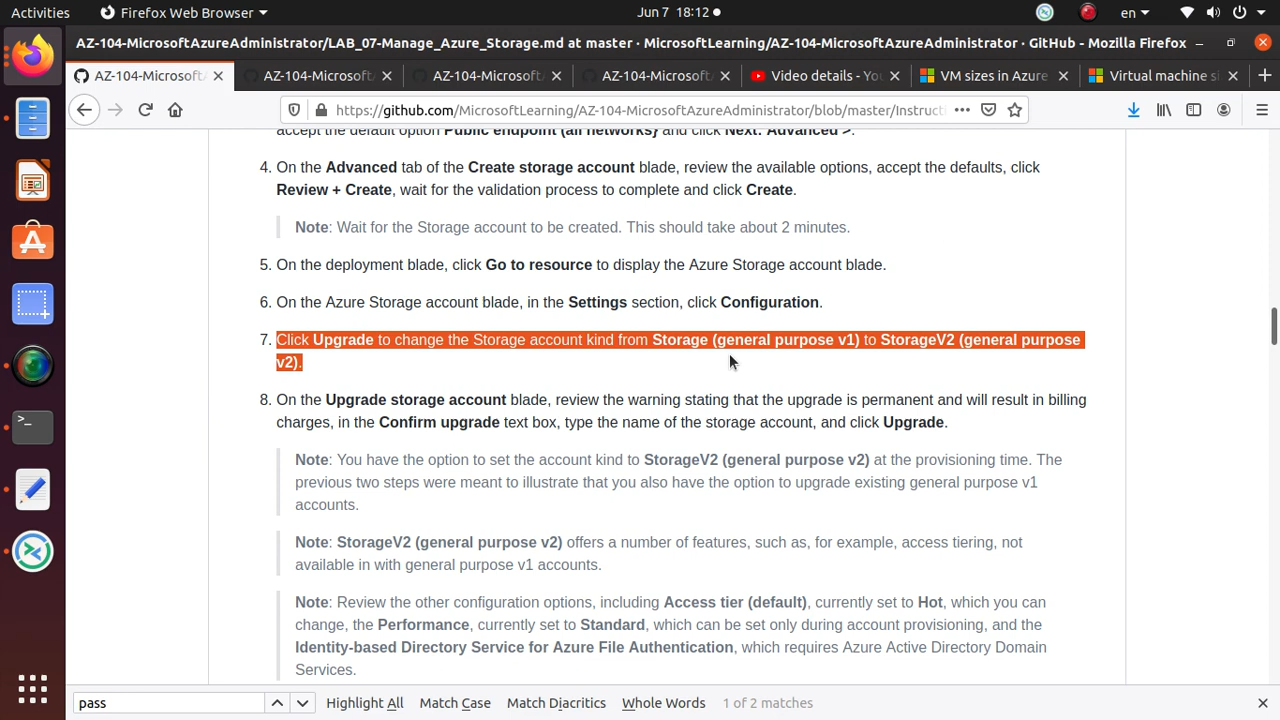 Activities
Firefox Web Browser
Jun 7 18:12
en
AZ-104-MicrosoftAzureAdministrator/LAB_07-Manage_Azure_Storage.md at master · MicrosoftLearning/AZ-104-MicrosoftAzureAdministrator · GitHub - Mozilla Firefox
AZ-104-Microsoft
AZ-104-Microsoft
AZ-104-Microsoft
AZ-104-Microsoft
Video details - You
VM sizes in Azure
Virtual machine si
https://github.com/MicrosoftLearning/AZ-104-MicrosoftAzureAdministrator/blob/master/Instruct
accept the default option Public endpoint (all networks} and click Next: Advanced >.
4. On the Advanced tab of the Create storage account blade, review the available options, accept the defaults, click
Review + Create, wait for the validation process to complete and click Create.
Note: Wait for the Storage account to be created. This should take about 2 minutes.
5. On the deployment blade, click Go to resource to display the Azure Storage account blade.
6. On the Azure Storage account blade, in the Settings section, click Configuration.
7. Click Upgrade to change the Storage account kind from Storage (general purpose v1) to StorageV2 (general purpose
v2).
8. On the Upgrade storage account blade, review the warning stating that the upgrade is permanent and will result in billing
charges, in the Confirm upgrade text box, type the name of the storage account, and click Upgrade.
Note: You have the option to set the account kind to StorageV2 (general purpose v2) at the provisioning time. The
previous two steps were meant to illustrate that you also have the option to upgrade existing general purpose v1
accounts.
Note: StorageV2 (general purpose v2) offers a number of features, such as, for example, access tiering, not
available in with general purpose v1 accounts.
Note: Review the other configuration options, including Access tier (default), currently set to Hot, which you can
change, the Performance, currently set to Standard, which can be set only during account provisioning, and the
Identity-based Directory Service for Azure File Authentication, which requires Azure Active Directory Domain
Services.
pass
Highlight All
Match Case
Match Diacritics
Whole Words
1 of 2 matches